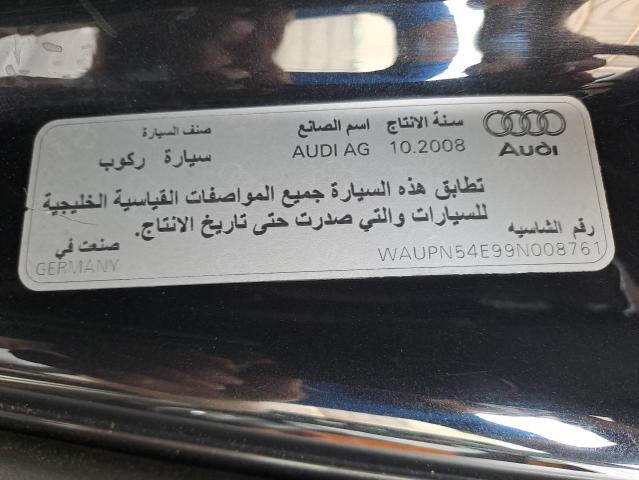 Audi
سنة الانتاج اسم الصانع صنف السيارة
10.2008 AUDI AG سيارة ركوب
تطابق هذه السيارة جميع المواصفات القياسية الخليجية
للسيارات والتي صدرت حتى تاريخ الانتاج.
رقم الشاسيه صنعت في
WAUPN54E99N008761 GERMANY